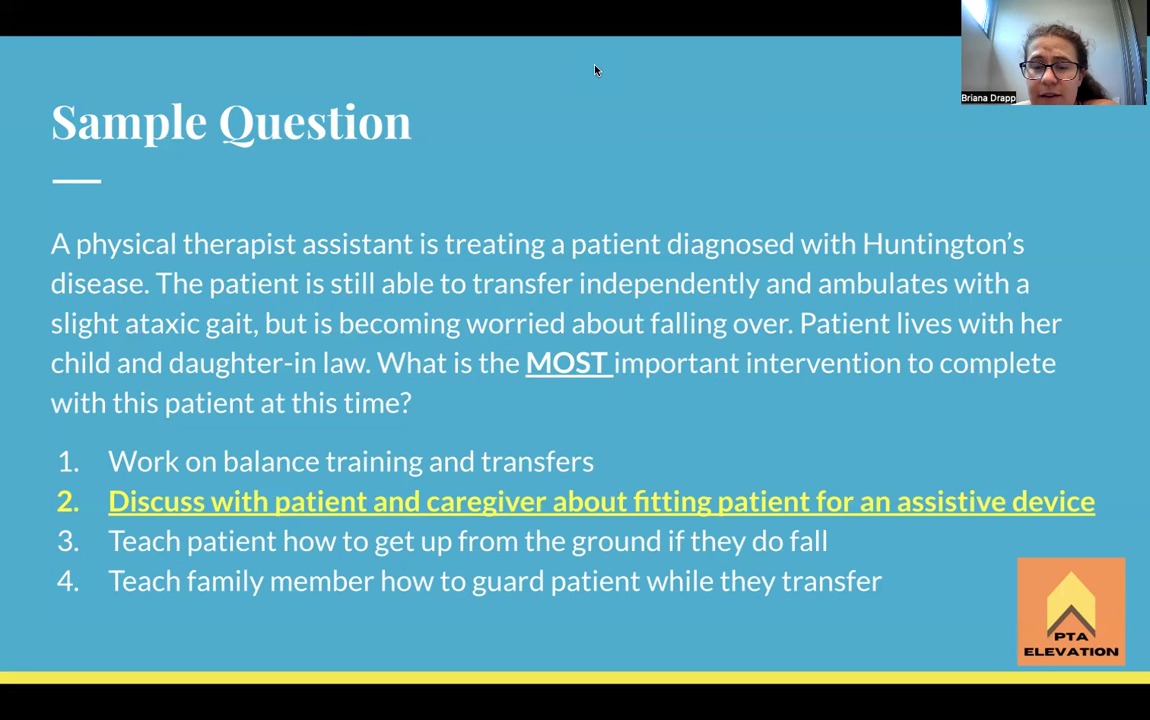 Briana Drapp
Sample Question
A physical therapist assistant is treating a patient diagnosed with Huntington’s
disease. The patient is still able to transfer independently and ambulates with a
slight ataxic gait, but is becoming worried about falling over. Patient lives with her
child and daughter-in law. What is the MOST important intervention to complete
with this patient at this time?
1. Work on balance training and transfers
2. Discuss with patient and caregiver about fitting patient for an assistive device
3. Teach patient how to get up from the ground if they do fall
4. Teach family member how to guard patient while they transfer
PTA
ELEVATION